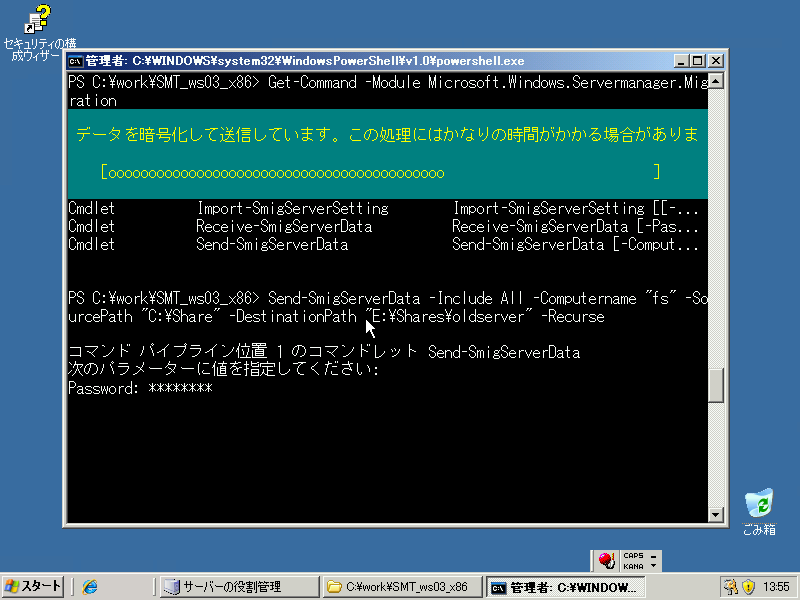 セキュリティの構
成ウィザー
管理者: C:¥WINDOWS¥system32¥WindowsPowerShell¥v1.0¥powershell.exe
PS C:¥work¥SMT_ws03_x86> Get-Command -Module Microsoft.Windows.Servermanager.Mig
ration
データを暗号化して送信しています。この処理にはかなりの時間がかかる場合がありま
[oooooooooooooooooooooooooooooooooooooooooo ]
Cmdlet Import-SmigServerSetting Import-SmigServerSetting [[-...
Cmdlet Receive-SmigServerData Receive-SmigServerData [-Pas...
Cmdlet Send-SmigServerData Send-SmigServerData [-Comput...
PS C:¥work¥SMT_ws03_x86> Send-SmigServerData -Include All -Computername "fs" -So
urcePath "C:¥Share" -DestinationPath "E:¥Shares¥oldserver" -Recurse
コマンド パイプライン位置 1 のコマンドレット Send-SmigServerData
次のパラメーターに値を指定してください:
Password: ********
ごみ箱
CAPS
KANA
スタート
サーバーの役割管理
C:¥work¥SMT_ws03_x86
管理者: C:¥WINDOW...
13:55